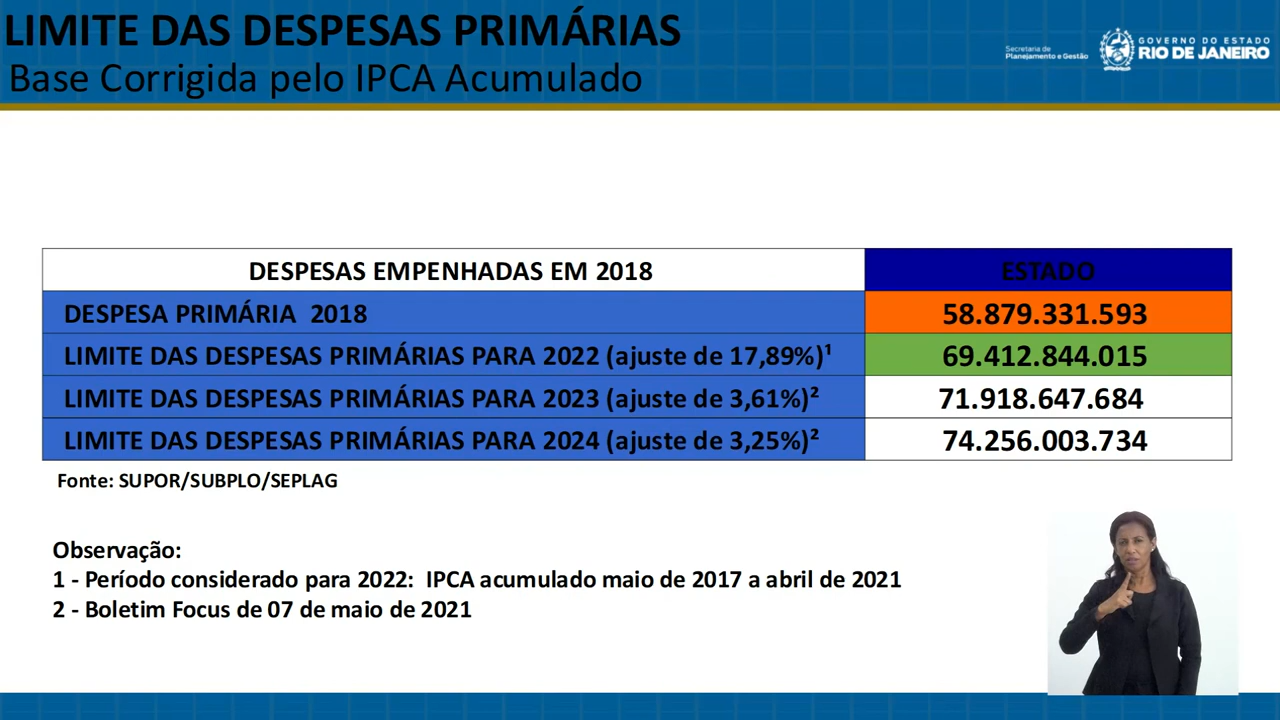 LIMITE DAS DESPESAS PRIMÁRIAS
Base Corrigida pelo IPCA Acumulado
Secretaria de
Planejamento e Gestão
GOVERNO DO ESTADO
RIO DE JANEIRO
DESPESAS EMPENHADAS EM 2018 ESTADO
DESPESA PRIMÁRIA 2018 58.879.331.593
LIMITE DAS DESPESAS PRIMÁRIAS PARA 2022 (ajuste de 17,89%)¹ 69.412.844.015
LIMITE DAS DESPESAS PRIMÁRIAS PARA 2023 (ajuste de 3,61%)² 71.918.647.684
LIMITE DAS DESPESAS PRIMÁRIAS PARA 2024 (ajuste de 3,25%)² 74.256.003.734
Fonte: SUPOR/SUBPLO/SEPLAG
Observação:
1 - Período considerado para 2022: IPCA acumulado maio de 2017 a abril de 2021
2 - Boletim Focus de 07 de maio de 2021